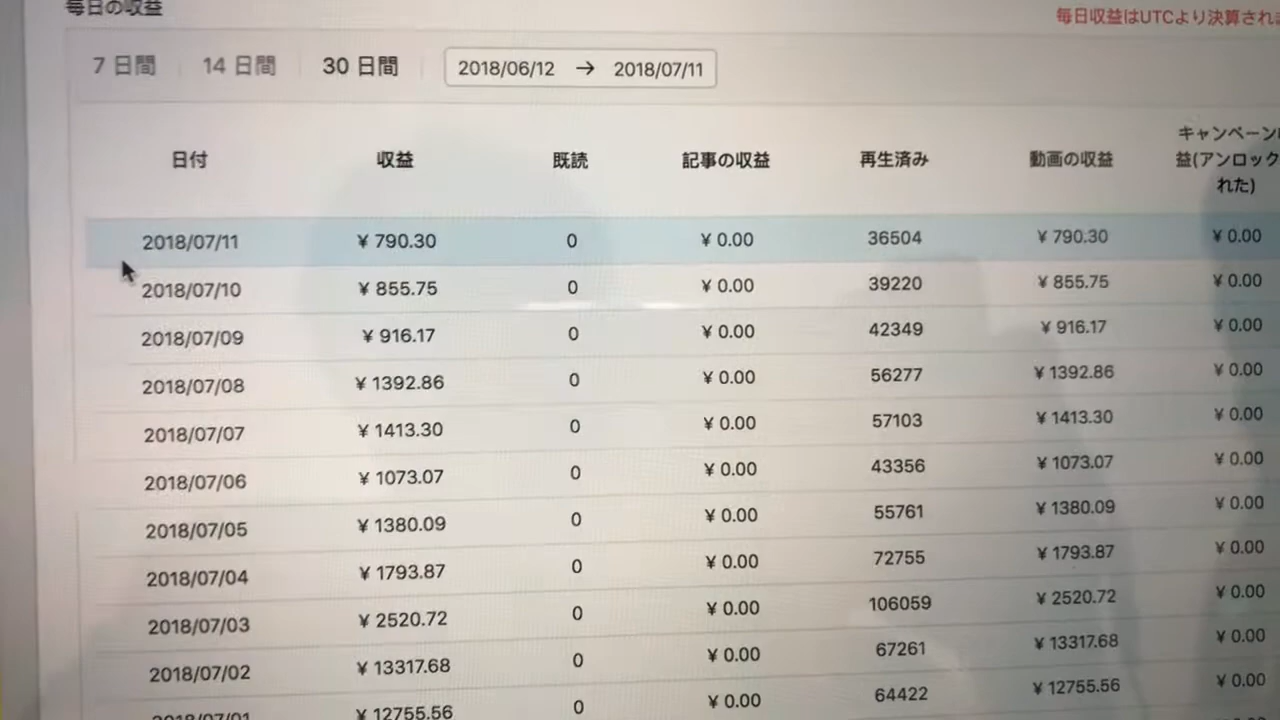 毎日の収益
毎日収益はUTCより決算され
7 日間 14 日間 30 日間 2018/06/12 → 2018/07/11
日付 収益 既読 記事の収益 再生済み 動画の収益 キャンペーン
益(アンロック
れた)
2018/07/11 ¥ 790.30 0 ¥ 0.00 36504 ¥ 790.30 ¥ 0.00
2018/07/10 ¥ 855.75 0 ¥ 0.00 39220 ¥ 855.75 ¥ 0.00
2018/07/09 ¥ 916.17 0 ¥ 0.00 42349 ¥ 916.17 ¥ 0.00
2018/07/08 ¥ 1392.86 0 ¥ 0.00 56277 ¥ 1392.86 ¥ 0.00
2018/07/07 ¥ 1413.30 0 ¥ 0.00 57103 ¥ 1413.30 ¥ 0.00
2018/07/06 ¥ 1073.07 0 ¥ 0.00 43356 ¥ 1073.07 ¥ 0.00
2018/07/05 ¥ 1380.09 0 ¥ 0.00 55761 ¥ 1380.09 ¥ 0.00
2018/07/04 ¥ 1793.87 0 ¥ 0.00 72755 ¥ 1793.87 ¥ 0.00
2018/07/03 ¥ 2520.72 0 ¥ 0.00 106059 ¥ 2520.72 ¥ 0.00
2018/07/02 ¥ 13317.68 0 ¥ 0.00 67261 ¥ 13317.68 ¥ 0.00
2018/07/01 ¥ 12755.56 0 ¥ 0.00 64422 ¥ 12755.56 ¥ 0.00